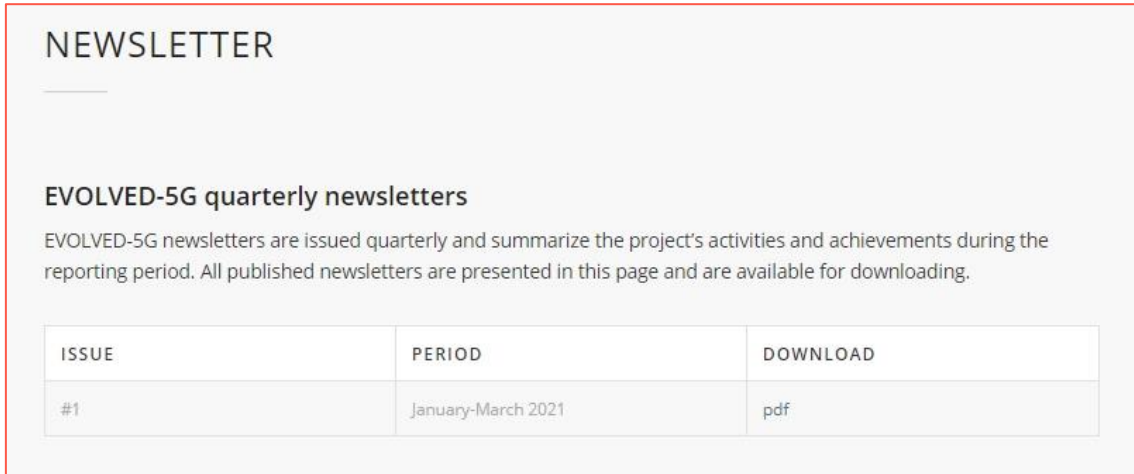 NEWSLETTER
EVOLVED-5G quarterly newsletters
EVOLVED-5G newsletters are issued quarterly and summarize the project's activities and achievements during the
reporting period. All published newsletters are presented in this page and are available for downloading.
ISSUE PERIOD DOWNLOAD
#1 January-March 2021 pdf